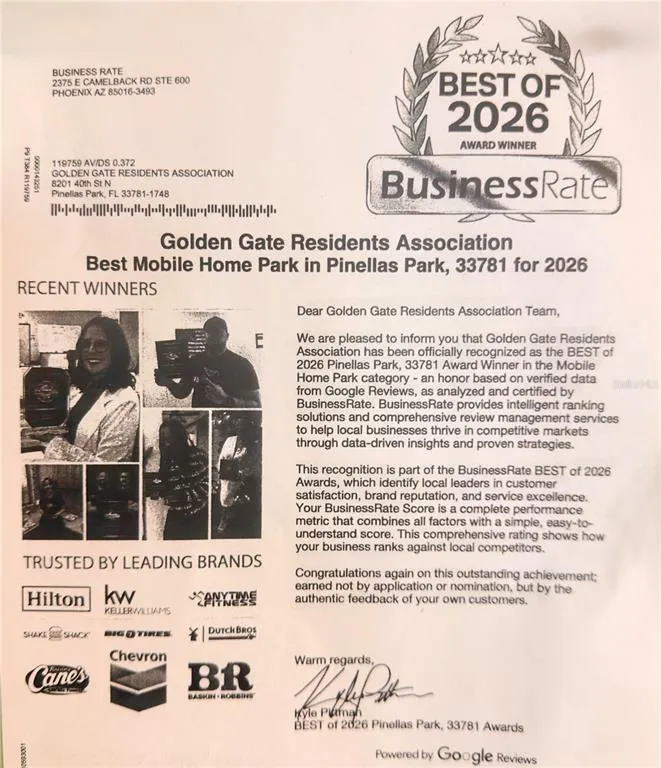 BUSINESS RATE
2375 E CAMELBACK RD STE 600
PHOENIX AZ 85016-3493
BEST OF
2026
AWARD WINNER
BusinessRate
119759 AV/DS 0.372
GOLDEN GATE RESIDENTS ASSOCIATION
8201 40th St N
Pinellas Park, FL 33781-1748
Golden Gate Residents Association
Best Mobile Home Park in Pinellas Park, 33781 for 2026
RECENT WINNERS
Dear Golden Gate Residents Association Team,
We are pleased to inform you that Golden Gate Residents
Association has been officially recognized as the BEST of
2026 Pinellas Park, 33781 Award Winner in the Mobile
Home Park category - an honor based on verified data
from Google Reviews, as analyzed and certified by
BusinessRate. BusinessRate provides intelligent ranking
solutions and comprehensive review management services
to help local businesses thrive in competitive markets
through data-driven insights and proven strategies.
This recognition is part of the BusinessRate BEST of 2026
Awards, which identify local leaders in customer
satisfaction, brand reputation, and service excellence.
Your BusinessRate Score is a complete performance
metric that combines all factors with a simple, easy-to-
understand score. This comprehensive rating shows how
your business ranks against local competitors.
Congratulations again on this outstanding achievement;
earned not by application or nomination, but by the
authentic feedback of your own customers.
TRUSTED BY LEADING BRANDS
Hilton
kw
KELLERWILLIAMS
ANYTIME
FITNESS
SHAKE SHACK
BIG O TIRES
DUTCH BROS
Raising
Cane's
Chevron
BR
BASKIN-ROBBINS
Warm regards,
Kyle Pittman
BEST of 2026 Pinellas Park, 33781 Awards
Powered by Google Reviews